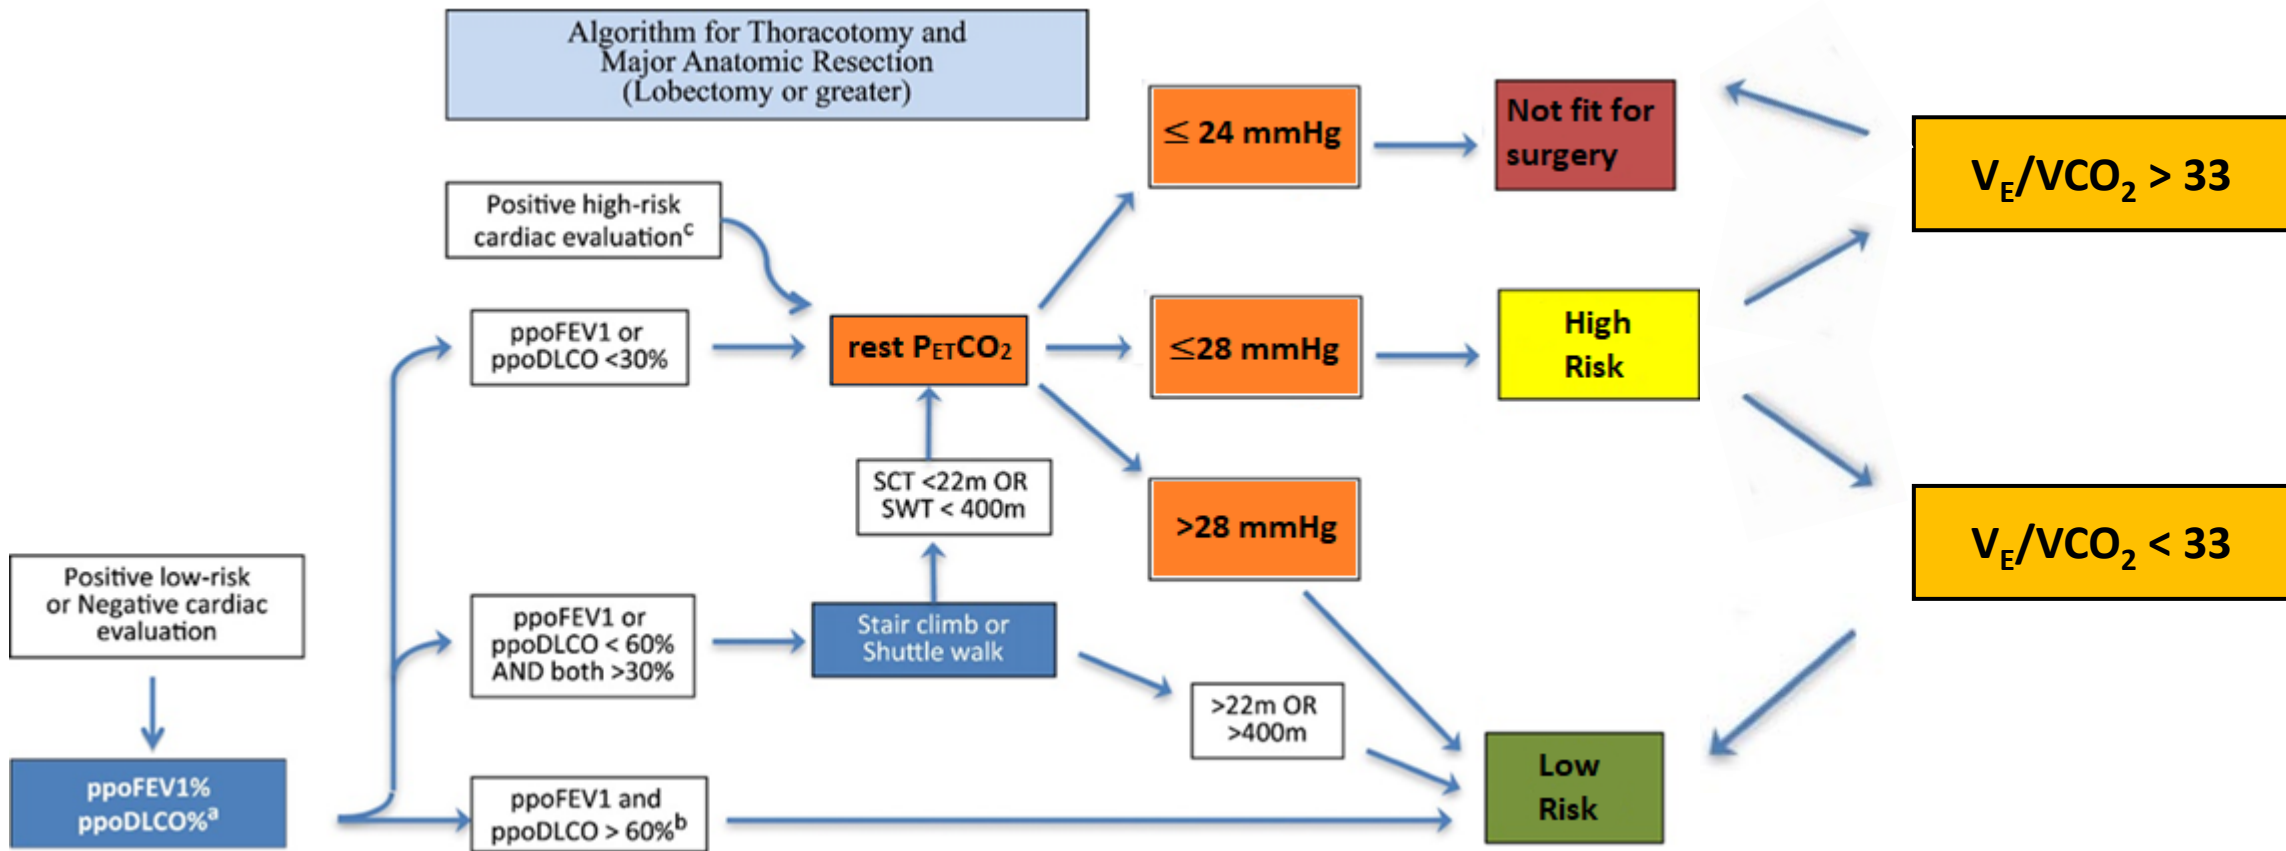 Algorithm for Thoracotomy and
Major Anatomic Resection
(Lobectomy or greater)
Positive high-risk
cardiac evaluationᶜ
ppoFEV1 or
ppoDLCO <30%
rest PETCO₂
≤ 24 mmHg
Not fit for
surgery
VE/VCO₂ > 33
≤28 mmHg
High
Risk
SCT <22m OR
SWT < 400m
>28 mmHg
VE/VCO₂ < 33
Positive low-risk
or Negative cardiac
evaluation
ppoFEV1 or
ppoDLCO < 60%
AND both >30%
Stair climb or
Shuttle walk
>22m OR
>400m
ppoFEV1%
ppoDLCO%ᵃ
ppoFEV1 and
ppoDLCO > 60%ᵇ
Low
Risk